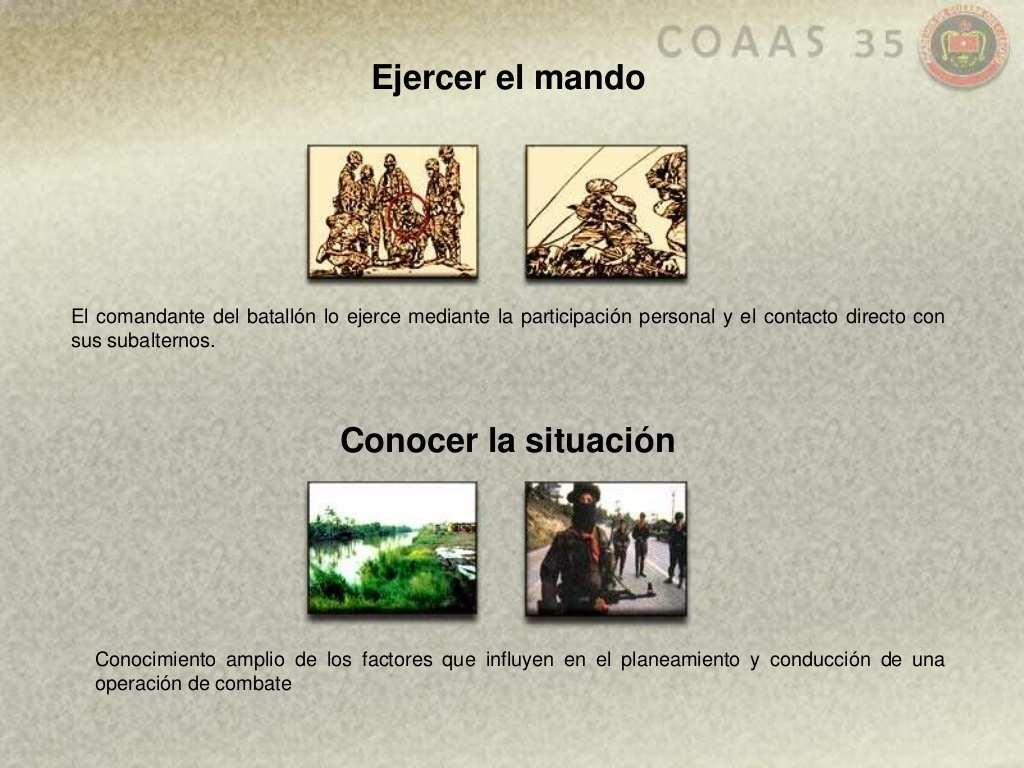 COAAS 35
Ejercer el mando
El comandante del batallón lo ejerce mediante la participación personal y el contacto directo con
sus subalternos.
Conocer la situación
Conocimiento amplio de los factores que influyen en el planeamiento y conducción de una
operación de combate